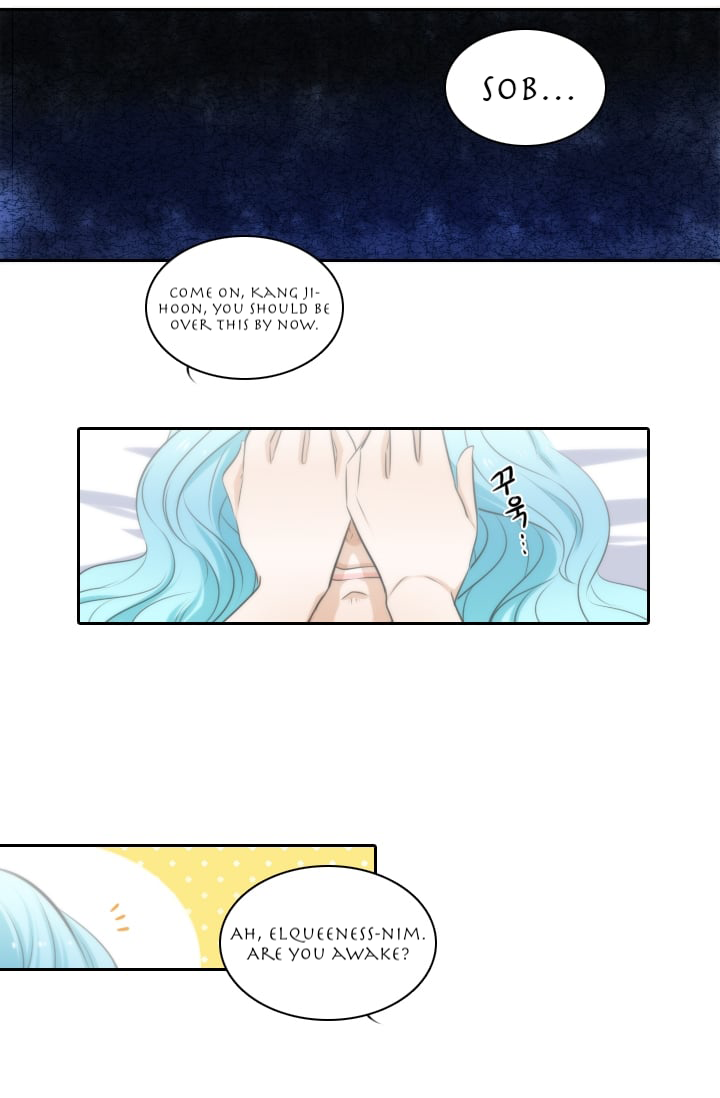 SOB...
COME ON, KANG JI-
HOON, YOU SHOULD BE
OVER THIS BY NOW.
꾸욱...
AH, ELQUEENESS-NIM.
ARE YOU AWAKE?